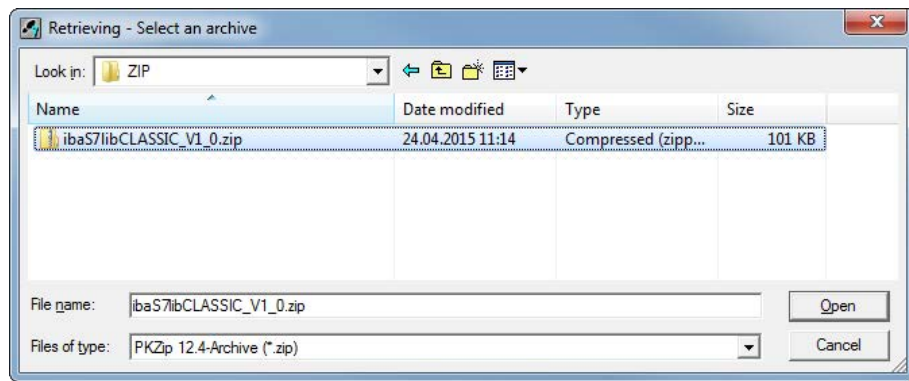 Retrieving - Select an archive
Look in: ZIP
Name Date modified Type Size
ibaS7libCLASSIC_V1_0.zip 24.04.2015 11:14 Compressed (zipp... 101 KB
File name: ibaS7libCLASSIC_V1_0.zip Open
Files of type: PKZip 12.4-Archive (*.zip) Cancel